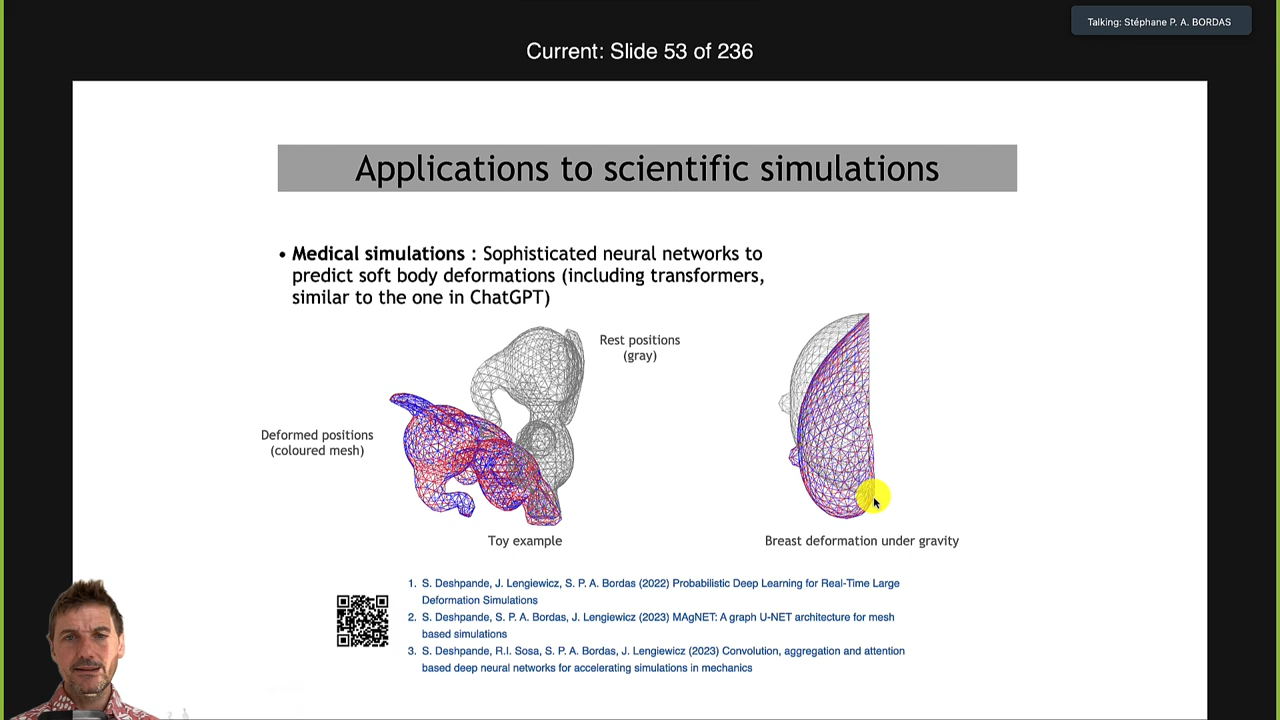 Talking: Stéphane P. A. BORDAS
Current: Slide 53 of 236
Applications to scientific simulations
• Medical simulations : Sophisticated neural networks to
predict soft body deformations (including transformers,
similar to the one in ChatGPT)
Rest positions
(gray)
Deformed positions
(coloured mesh)
Toy example
Breast deformation under gravity
1. S. Deshpande, J. Lengiewicz, S. P. A. Bordas (2022) Probabilistic Deep Learning for Real-Time Large
Deformation Simulations
2. S. Deshpande, S. P. A. Bordas, J. Lengiewicz (2023) MAgNET: A graph U-NET architecture for mesh
based simulations
3. S. Deshpande, R.I. Sosa, S. P. A. Bordas, J. Lengiewicz (2023) Convolution, aggregation and attention
based deep neural networks for accelerating simulations in mechanics